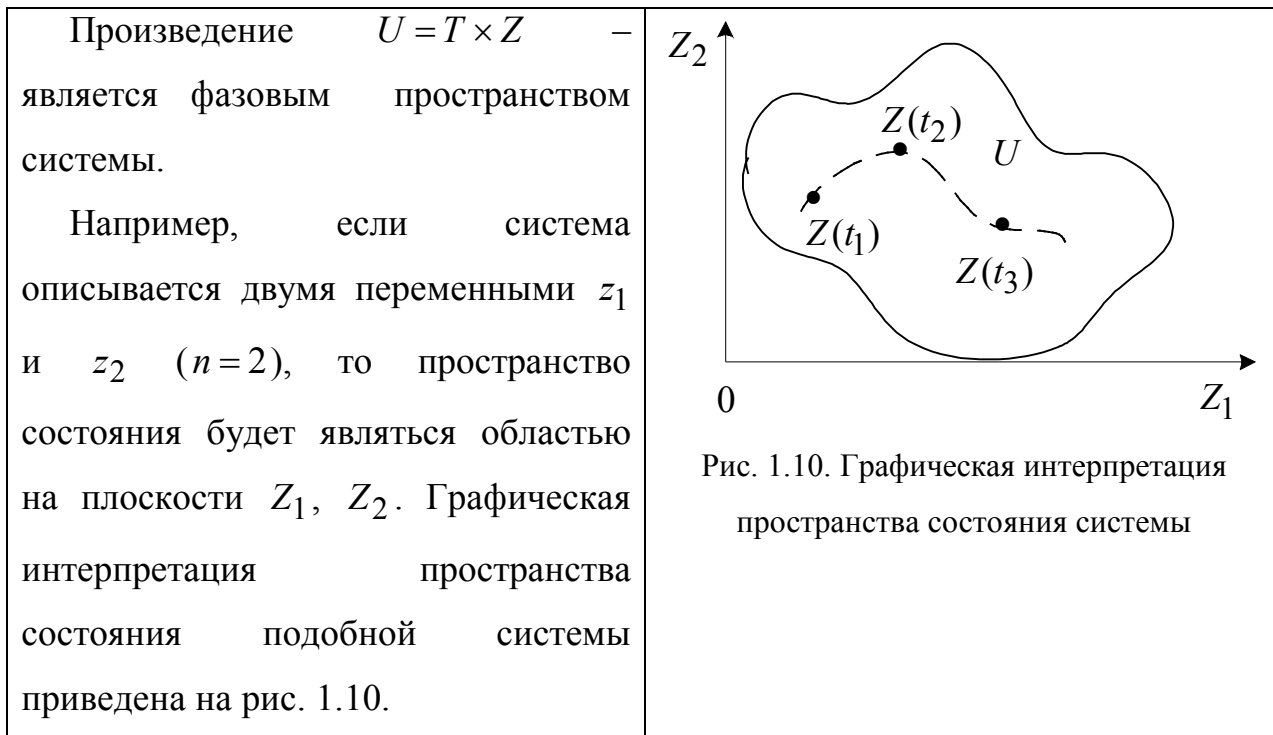 Произведение U = T × Z –
является фазовым пространством
системы.
Например, если система
описывается двумя переменными z₁
и z₂ (n = 2), то пространство
состояния будет являться областью
на плоскости Z₁, Z₂. Графическая
интерпретация пространства
состояния подобной системы
приведена на рис. 1.10.
Z₂
Z(t₂)
U
Z(t₁)
Z(t₃)
0
Z₁
Рис. 1.10. Графическая интерпретация
пространства состояния системы